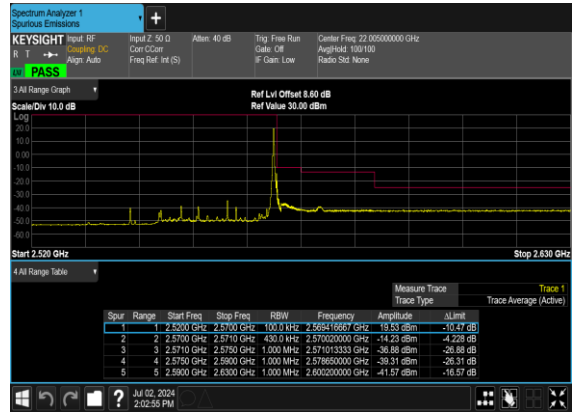 Spectrum Analyzer 1
Spurious Emissions
KEYSIGHT Input: RF Input Z: 50 Ω Atten: 40 dB Trig: Free Run Center Freq: 22.005000000 GHz
R T Coupling: DC Corr CCorr Gate: Off Avg|Hold: 100/100
Align: Auto Freq Ref: Int (S) IF Gain: Low Radio Std: None
LW PASS
3 All Range Graph
Ref Lvl Offset 8.60 dB
Scale/Div 10.0 dB Ref Value 30.00 dBm
Log
20.0
10.0
0.00
-10.0
-20.0
-30.0
-40.0
-50.0
-60.0
Start 2.520 GHz Stop 2.630 GHz
4 All Range Table
Measure Trace Trace 1
Trace Type Trace Average (Active)
Spur Range Start Freq Stop Freq RBW Frequency Amplitude ΔLimit
1 1 2.5200 GHz 2.5700 GHz 100.0 kHz 2.569416667 GHz 19.53 dBm -10.47 dB
2 2 2.5700 GHz 2.5710 GHz 430.0 kHz 2.570020000 GHz -14.23 dBm -4.228 dB
3 3 2.5710 GHz 2.5750 GHz 1.000 MHz 2.571013333 GHz -36.88 dBm -26.88 dB
4 4 2.5750 GHz 2.5900 GHz 1.000 MHz 2.578650000 GHz -39.31 dBm -26.31 dB
5 5 2.5900 GHz 2.6300 GHz 1.000 MHz 2.600200000 GHz -41.57 dBm -16.57 dB
? Jul 02, 2024
2:02:55 PM